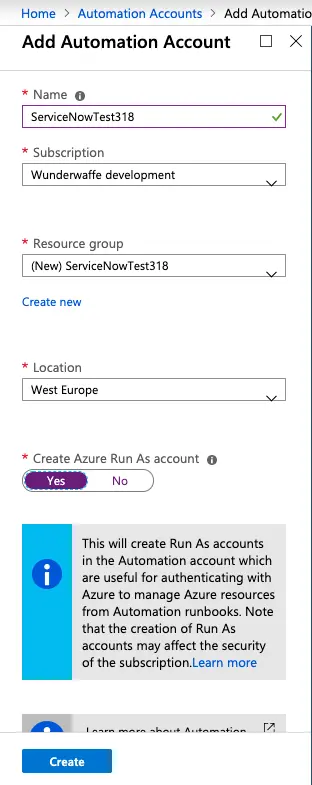 Home > Automation Accounts > Add Automatio
Add Automation Account
* Name
ServiceNowTest318
* Subscription
Wunderwaffe development
* Resource group
(New) ServiceNowTest318
Create new
* Location
West Europe
* Create Azure Run As account
Yes No
This will create Run As accounts
in the Automation account which
are useful for authenticating with
Azure to manage Azure resources
from Automation runbooks. Note
that the creation of Run As
accounts may affect the security
of the subscription.Learn more
Learn more about Automation
Create